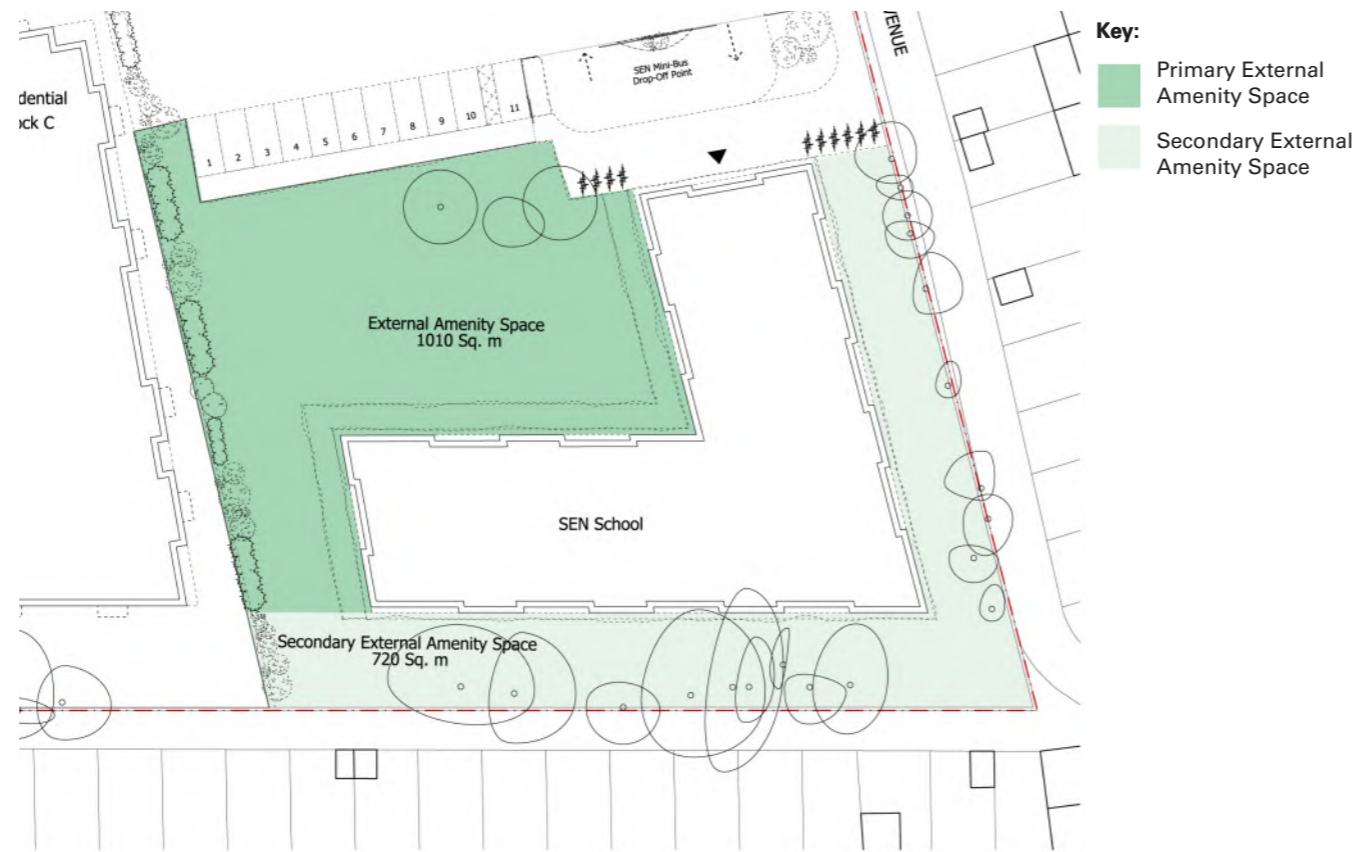 VENUE
Key:
Primary External
Amenity Space
Secondary External
Amenity Space
SEN Mini-Bus
Drop-Off Point
dential
ck C
1 2 3 4 5 6 7 8 9 10 11
External Amenity Space
1010 Sq. m
SEN School
Secondary External Amenity Space
720 Sq. m